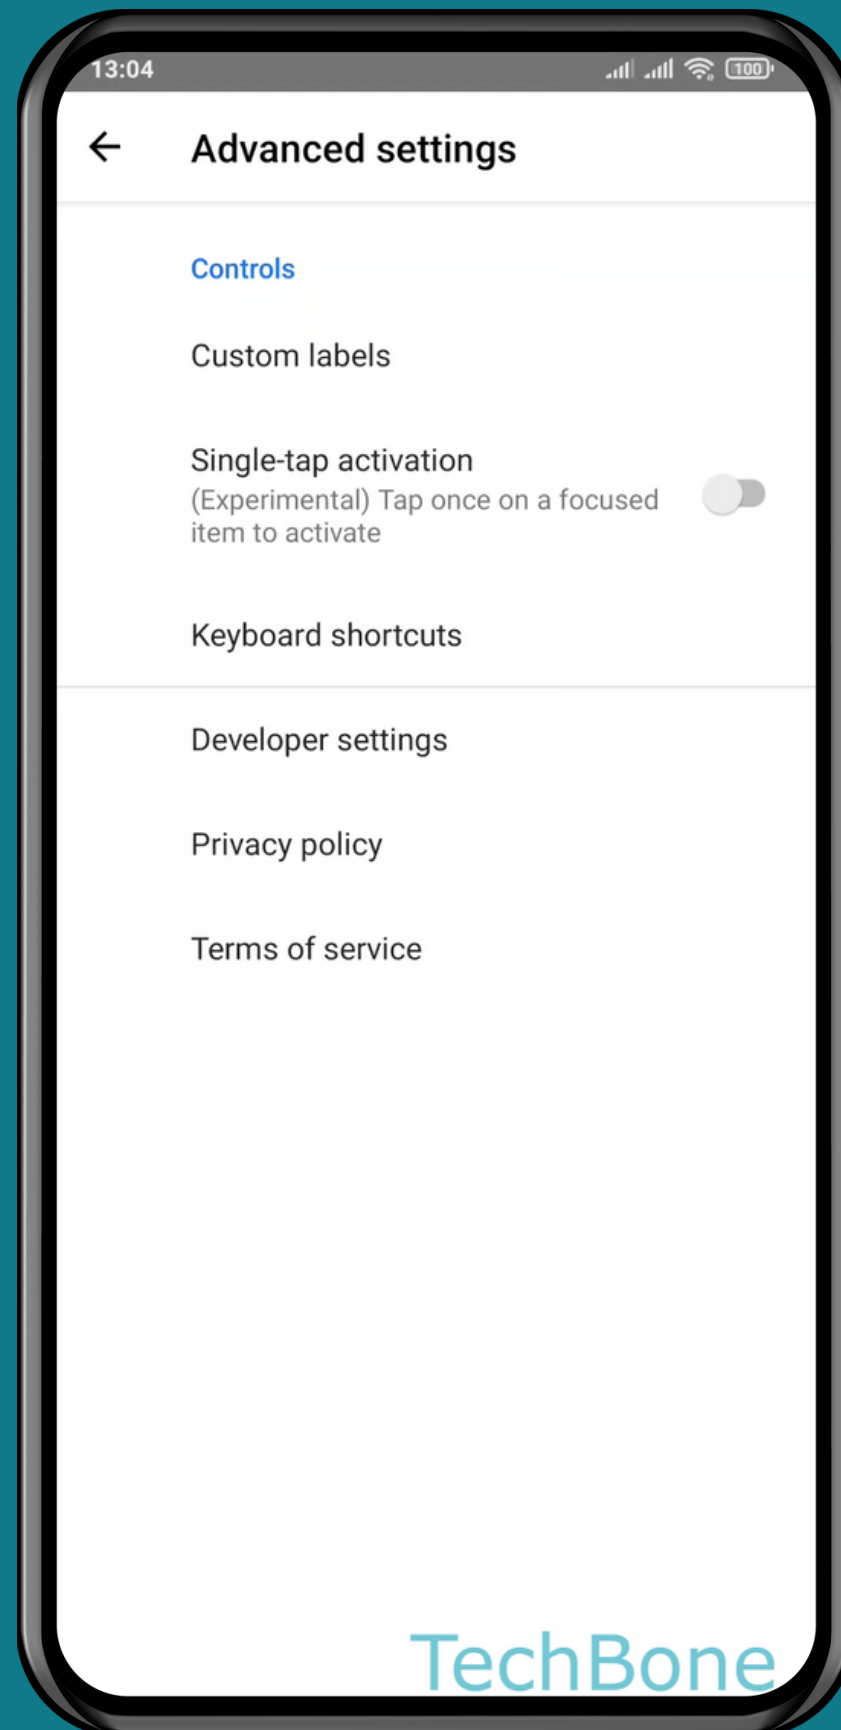 13:04
100
Advanced settings
Controls
Custom labels
Single-tap activation
(Experimental) Tap once on a focused
item to activate
Keyboard shortcuts
Developer settings
Privacy policy
Terms of service
TechBone